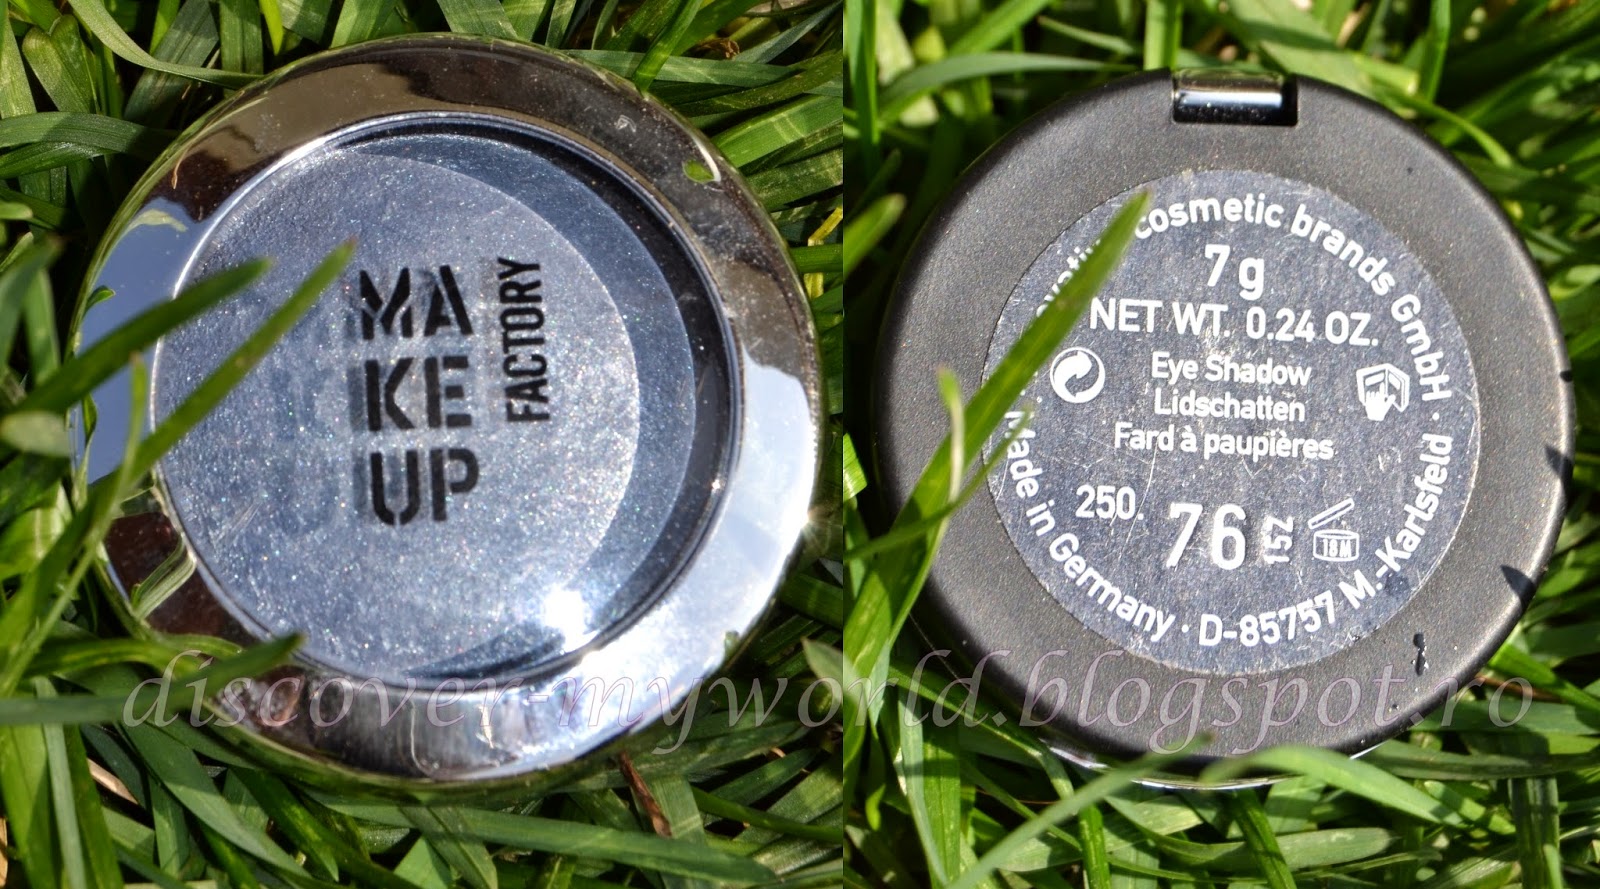 MA
KE
UP
FACTORY
cosmetic brands GmbH ·
7 g
NET WT. 0.24 OZ.
Eye Shadow
Lidschatten
Fard à paupières
250.
76
18M
Made in Germany · D-85757 M.-Karlsfeld
discover-myworld.blogspot.ro